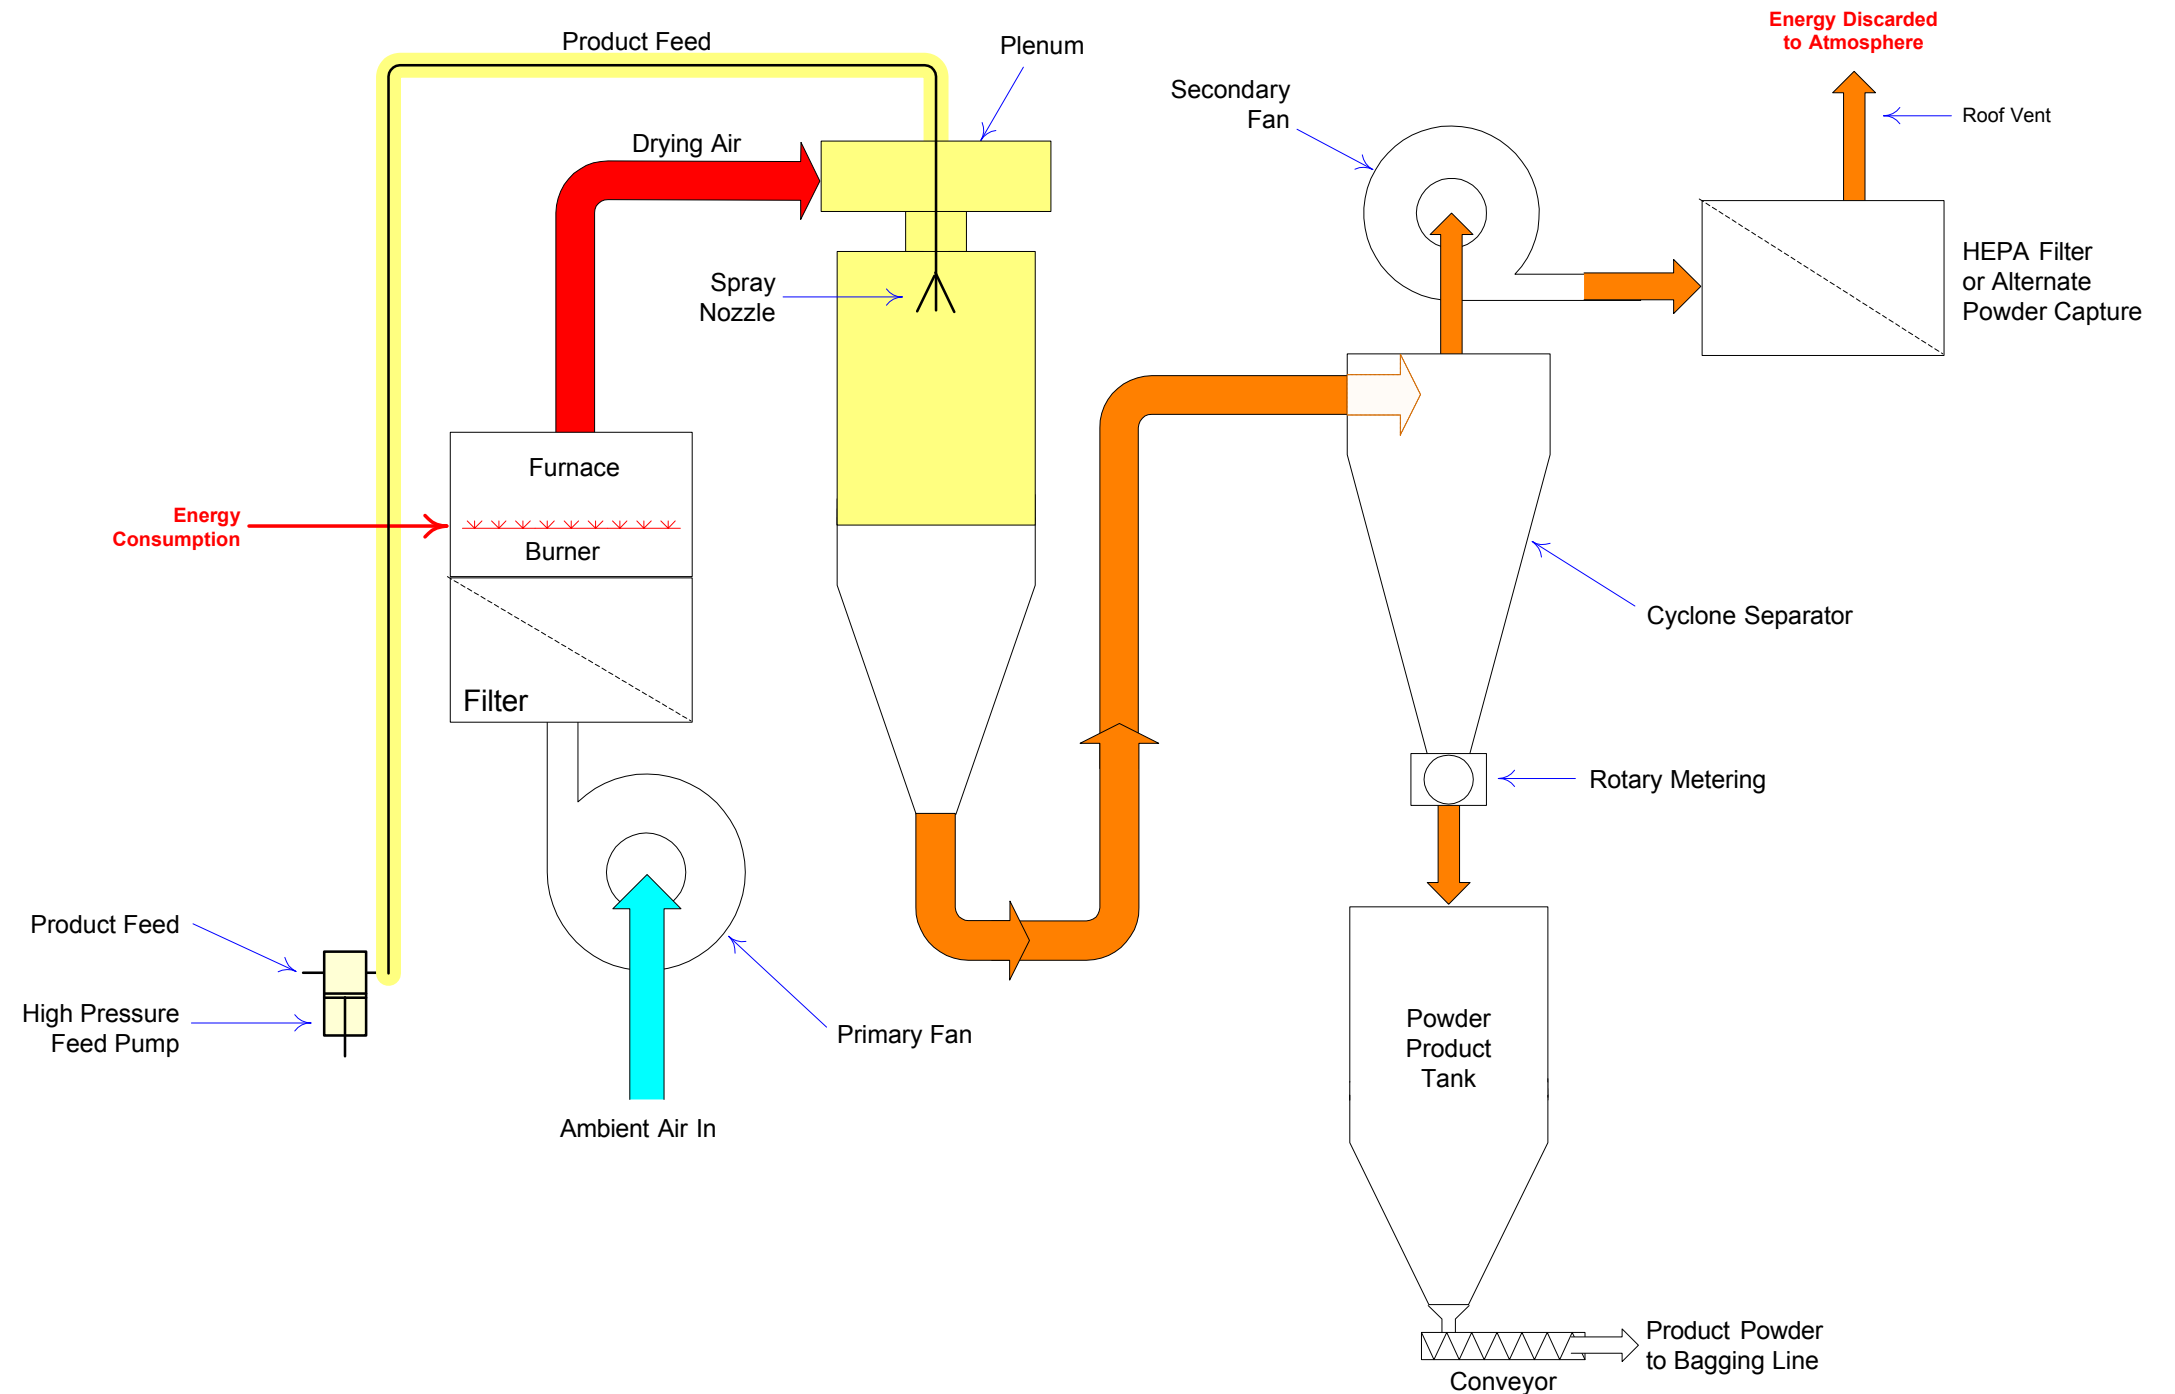 Energy Discarded
to Atmosphere
Product Feed
Plenum
Secondary
Fan
Roof Vent
Drying Air
HEPA Filter
or Alternate
Powder Capture
Spray
Nozzle
Furnace
Energy
Consumption
Burner
Cyclone Separator
Filter
Rotary Metering
Product Feed
High Pressure
Feed Pump
Primary Fan
Powder
Product
Tank
Ambient Air In
Product Powder
to Bagging Line
Conveyor